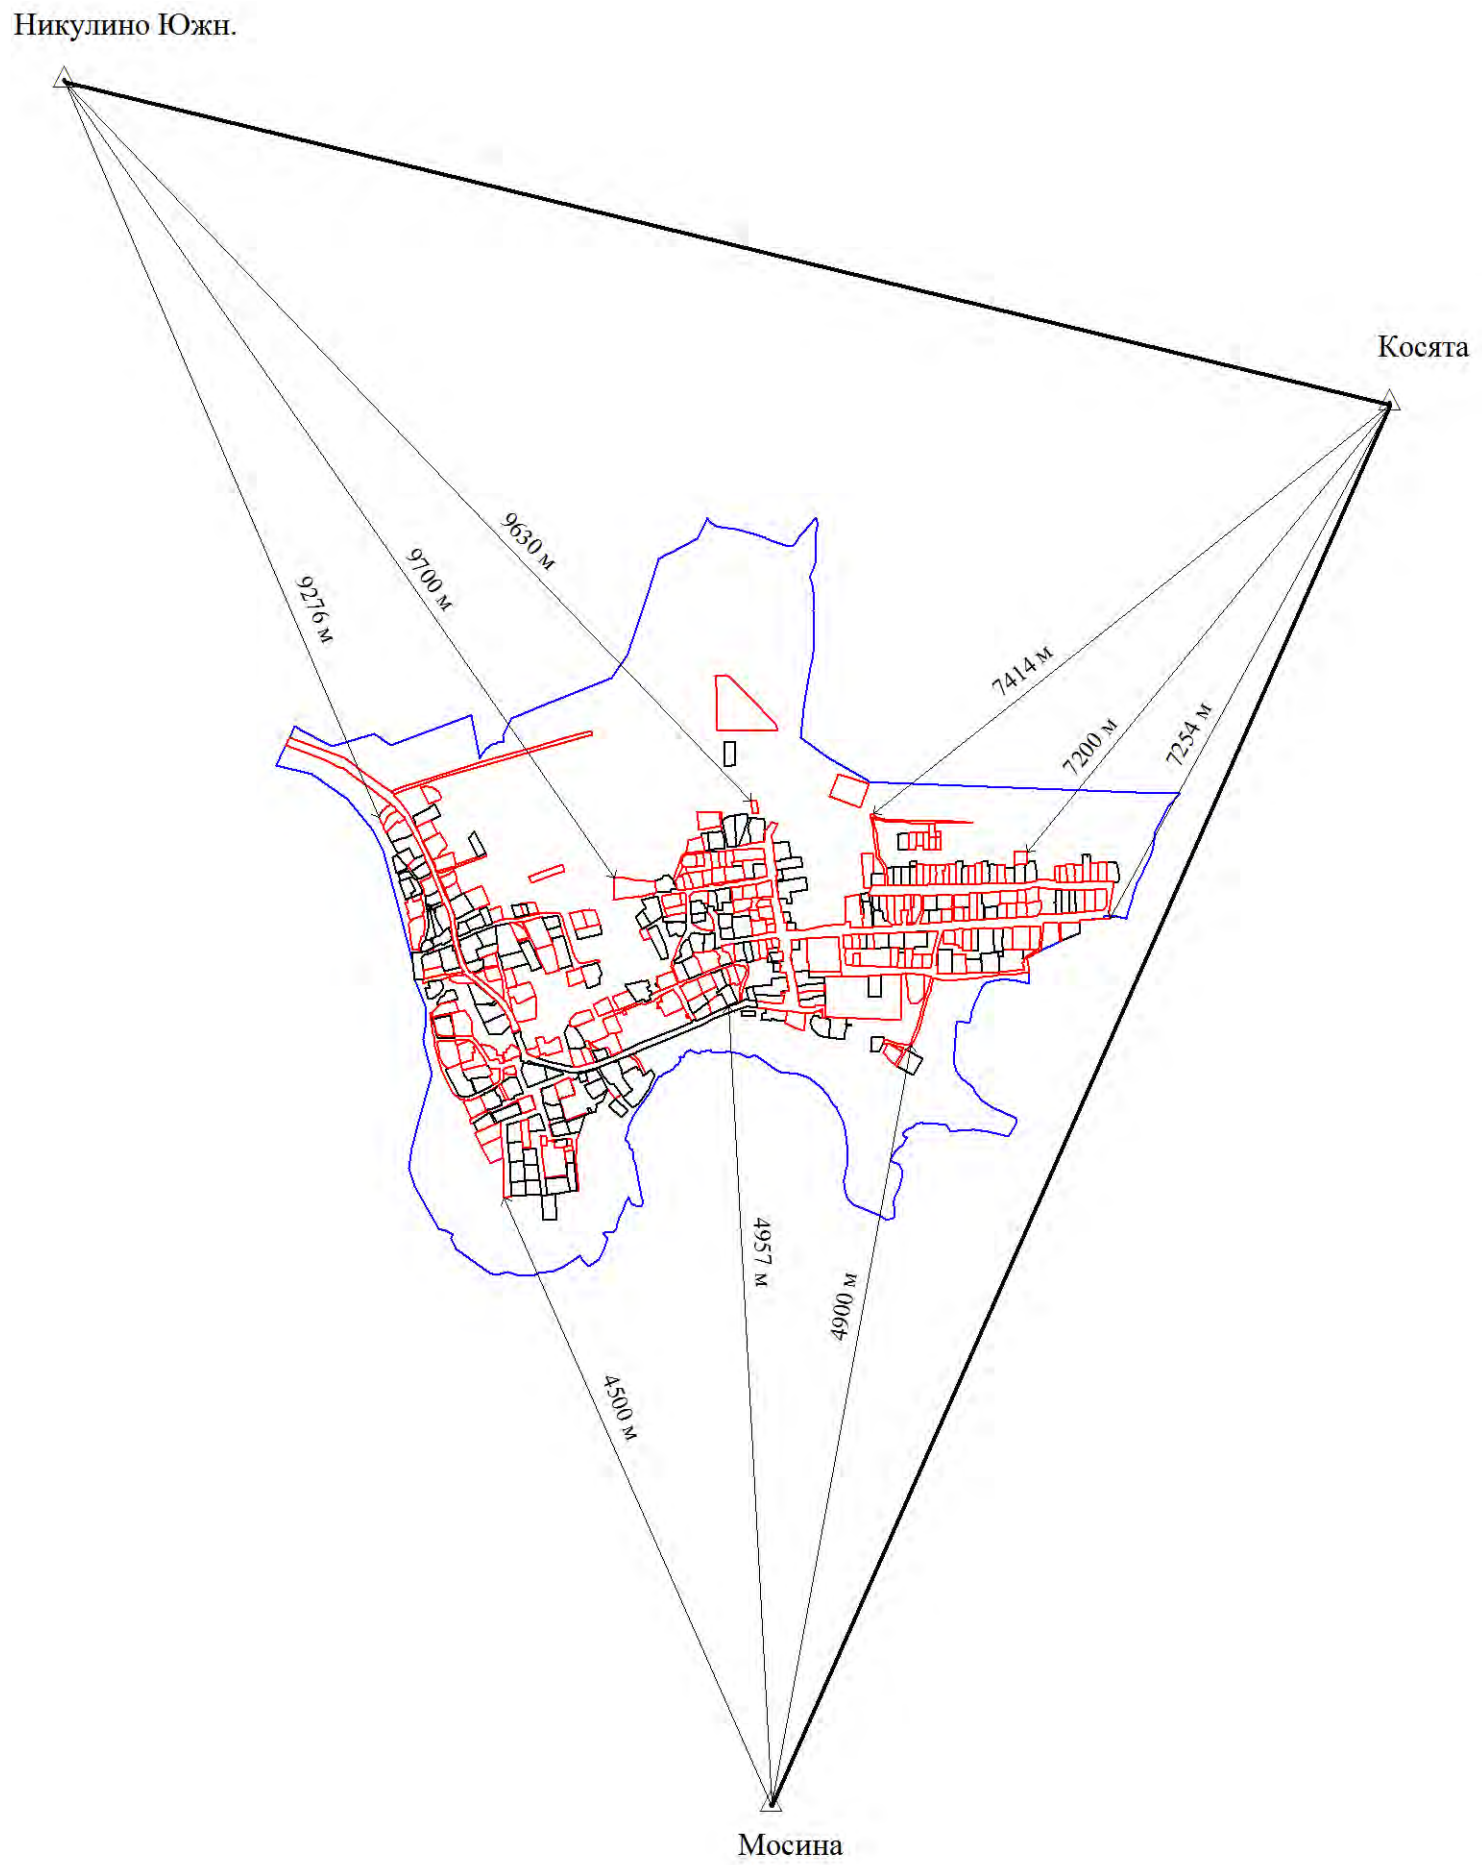 Никулино Южн.
Косята
9630 м
9700 м
9276 м
7414 м
7200 м
7254 м
4957 м
4900 м
4500 м
Мосина